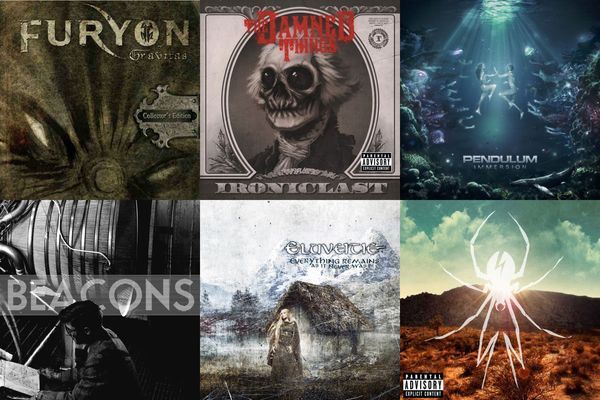 FURYON
Gravitas
Collector's Edition
THE
DAMNED
THINGS
PARENTAL
ADVISORY
EXPLICIT CONTENT
IRONICLAST
PENDULUM
IMMERSION
BEACONS
ELUVEITIE
EVERYTHING REMAINS
AS IT NEVER WAS
PARENTAL
ADVISORY
EXPLICIT CONTENT